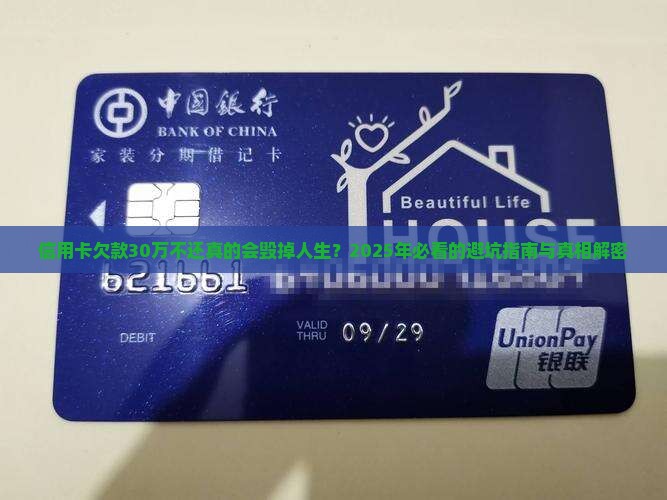 中国银行
BANK OF CHINA
家装分期借记卡
Beautiful Life
HOUSE
信用卡欠款30万不还真的会毁掉人生？2025年必看的避坑指南与真相解密
621661
DEBIT
VALID
THRU
09/29
UnionPay
银联